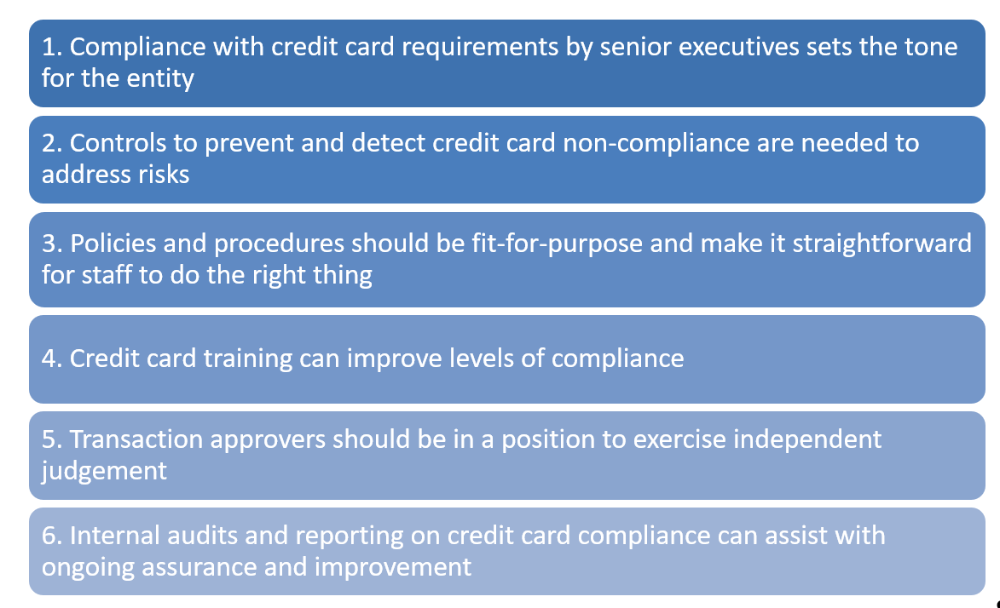 1. Compliance with credit card requirements by senior executives sets the tone
for the entity
2. Controls to prevent and detect credit card non-compliance are needed to
address risks
3. Policies and procedures should be fit-for-purpose and make it straightforward
for staff to do the right thing
4. Credit card training can improve levels of compliance
5. Transaction approvers should be in a position to exercise independent
judgement
6. Internal audits and reporting on credit card compliance can assist with
ongoing assurance and improvement